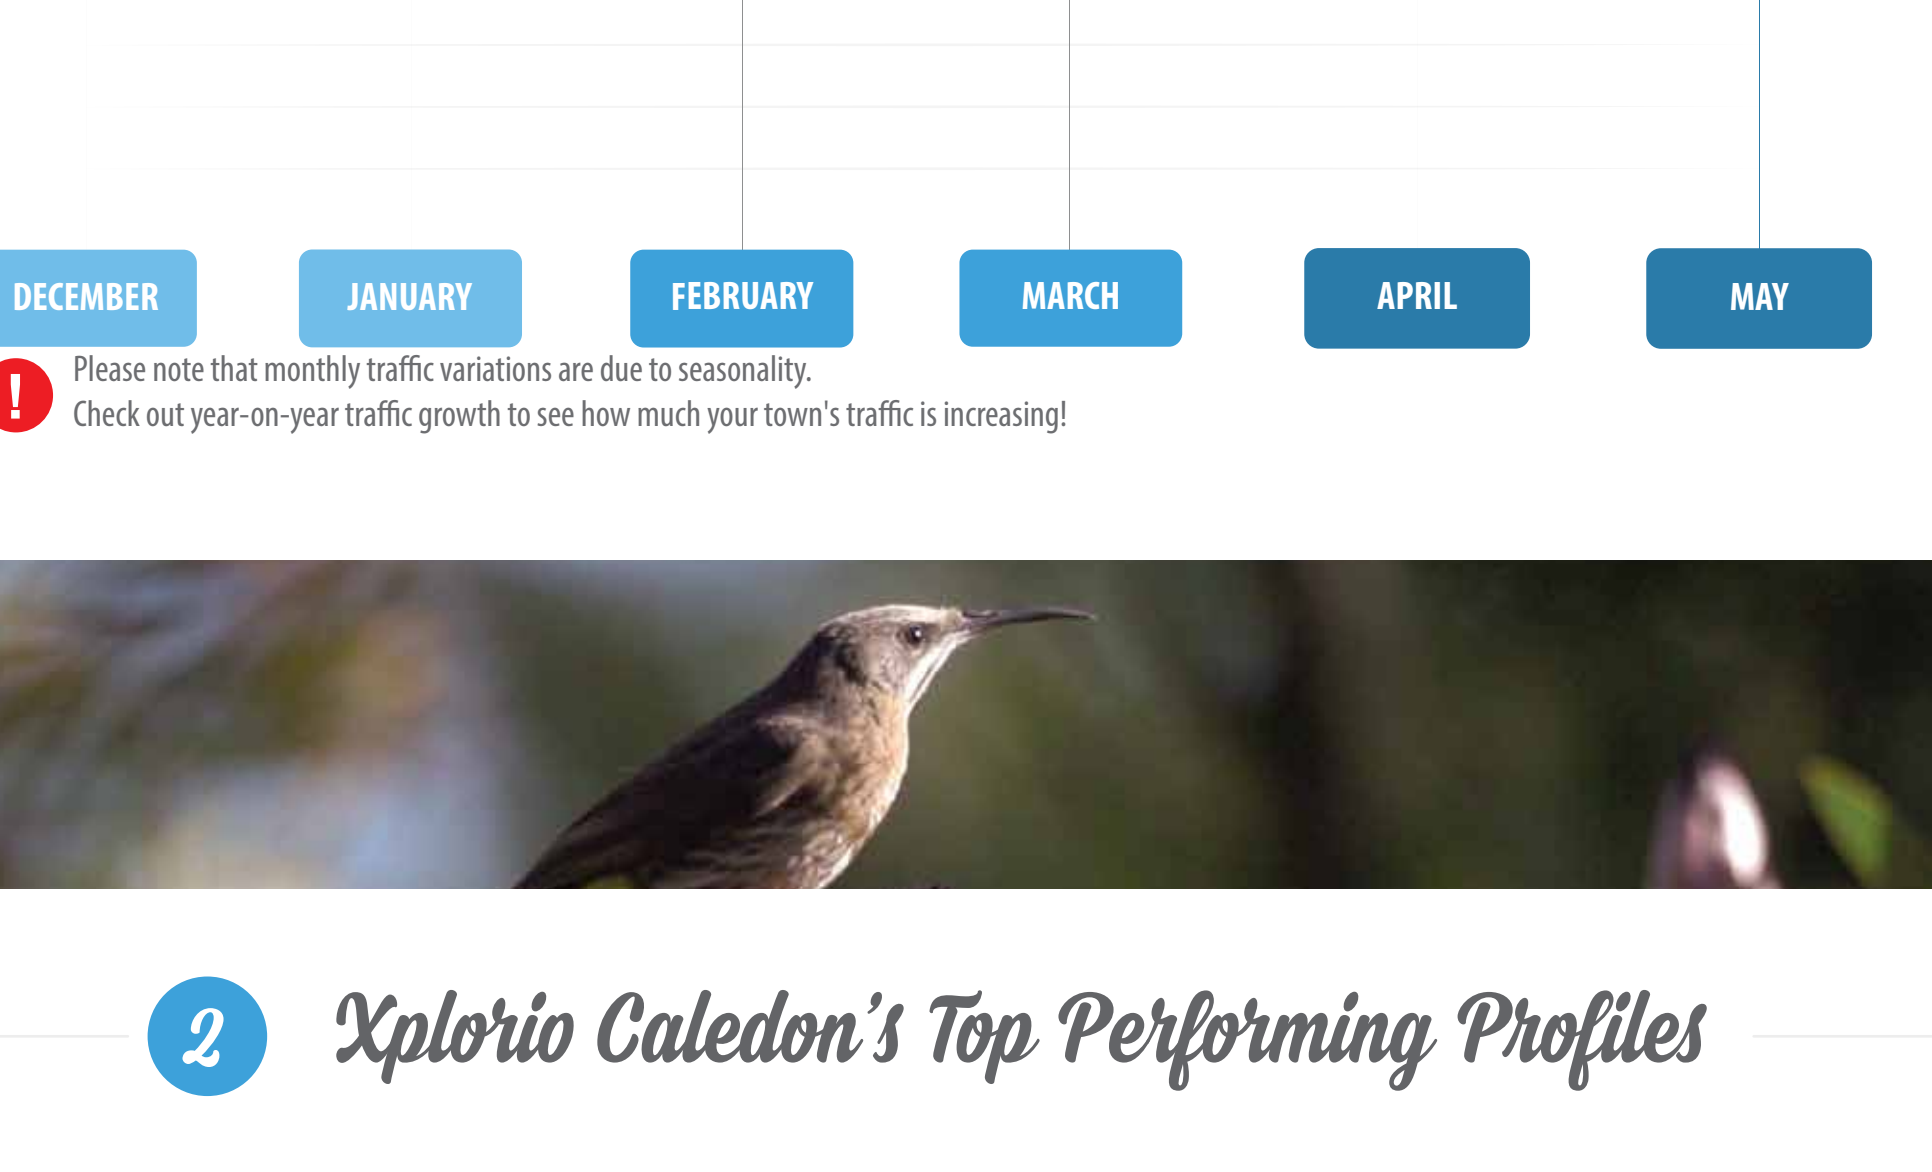 DECEMBER JANUARY FEBRUARY MARCH APRIL MAY
! Please note that monthly traffic variations are due to seasonality.
Check out year-on-year traffic growth to see how much your town's traffic is increasing!
2 Xplorio Caledon’s Top Performing Profiles